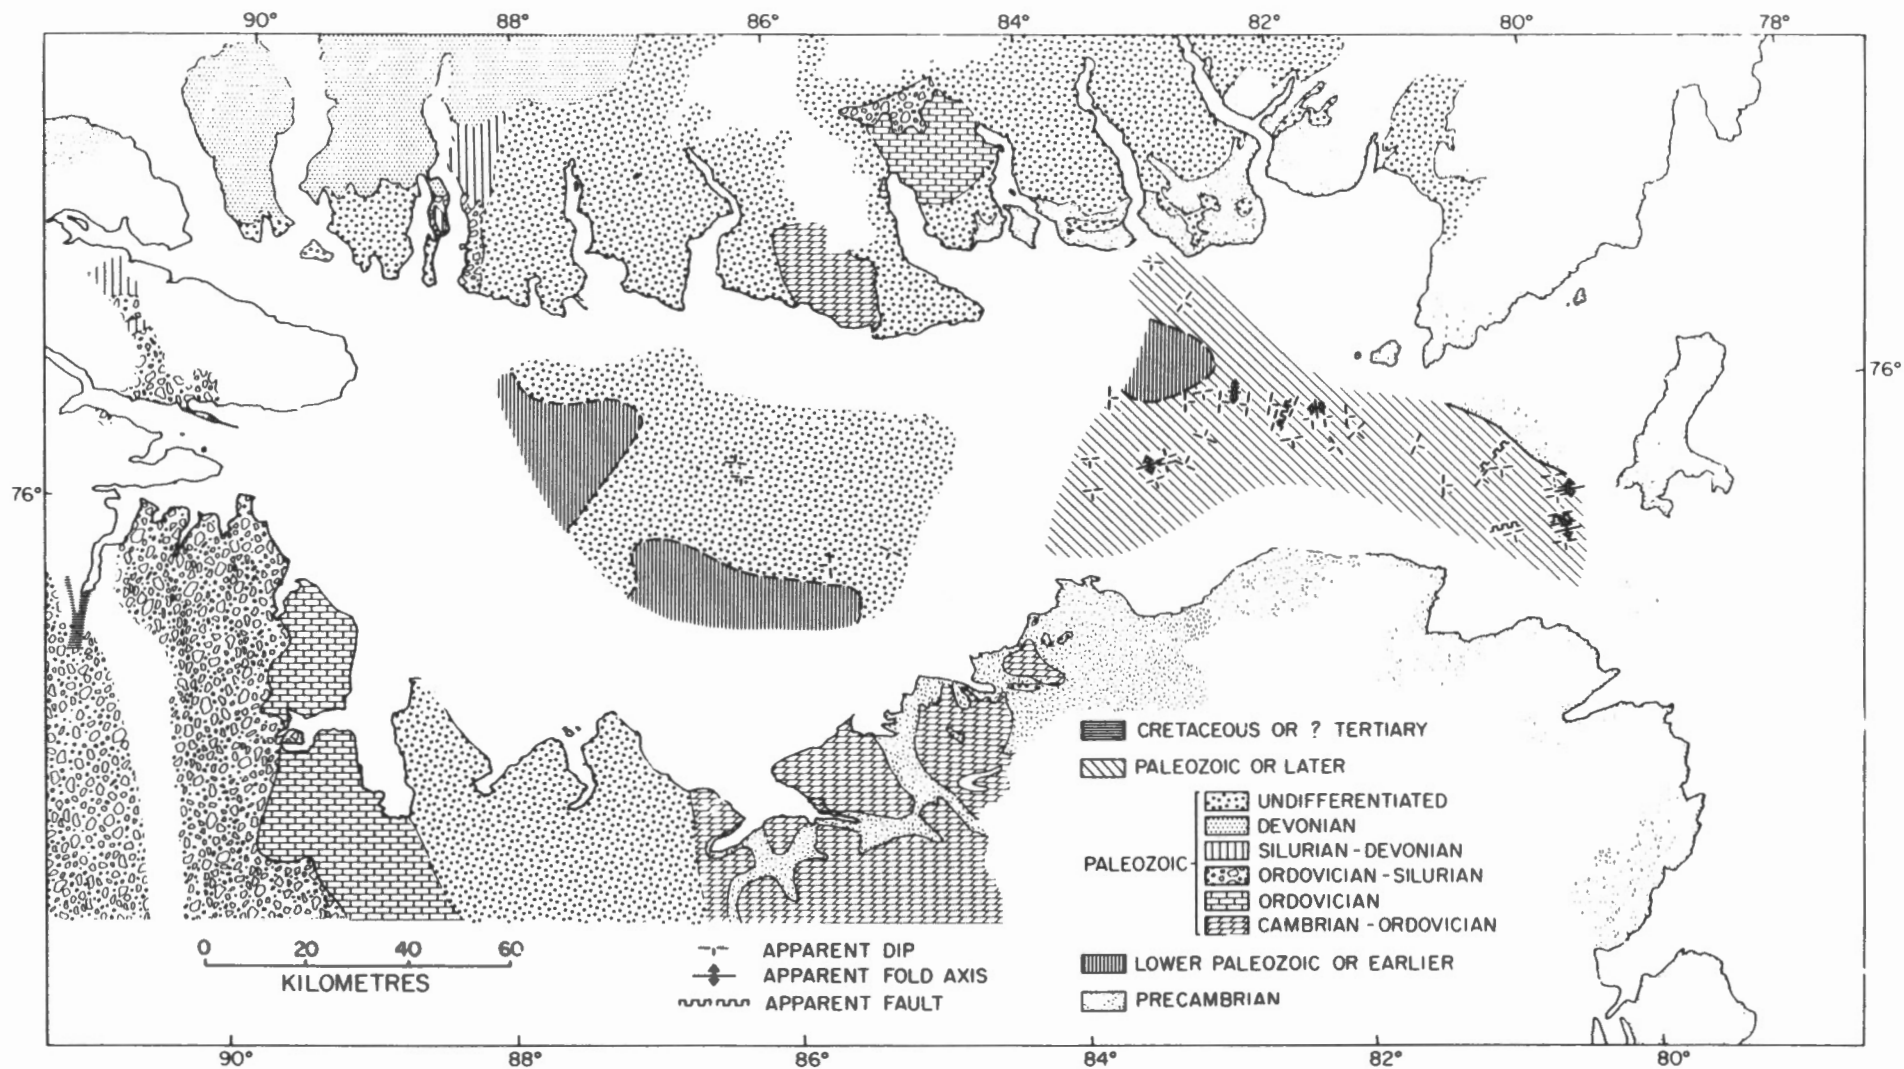 90° 88° 86° 84° 82° 80° 78°
76°
76°
CRETACEOUS OR ? TERTIARY
PALEOZOIC OR LATER
UNDIFFERENTIATED
DEVONIAN
SILURIAN - DEVONIAN
PALEOZOIC
ORDOVICIAN - SILURIAN
ORDOVICIAN
CAMBRIAN - ORDOVICIAN
LOWER PALEOZOIC OR EARLIER
PRECAMBRIAN
0 20 40 60
KILOMETRES
APPARENT DIP
APPARENT FOLD AXIS
APPARENT FAULT
90° 88° 86° 84° 82° 80°